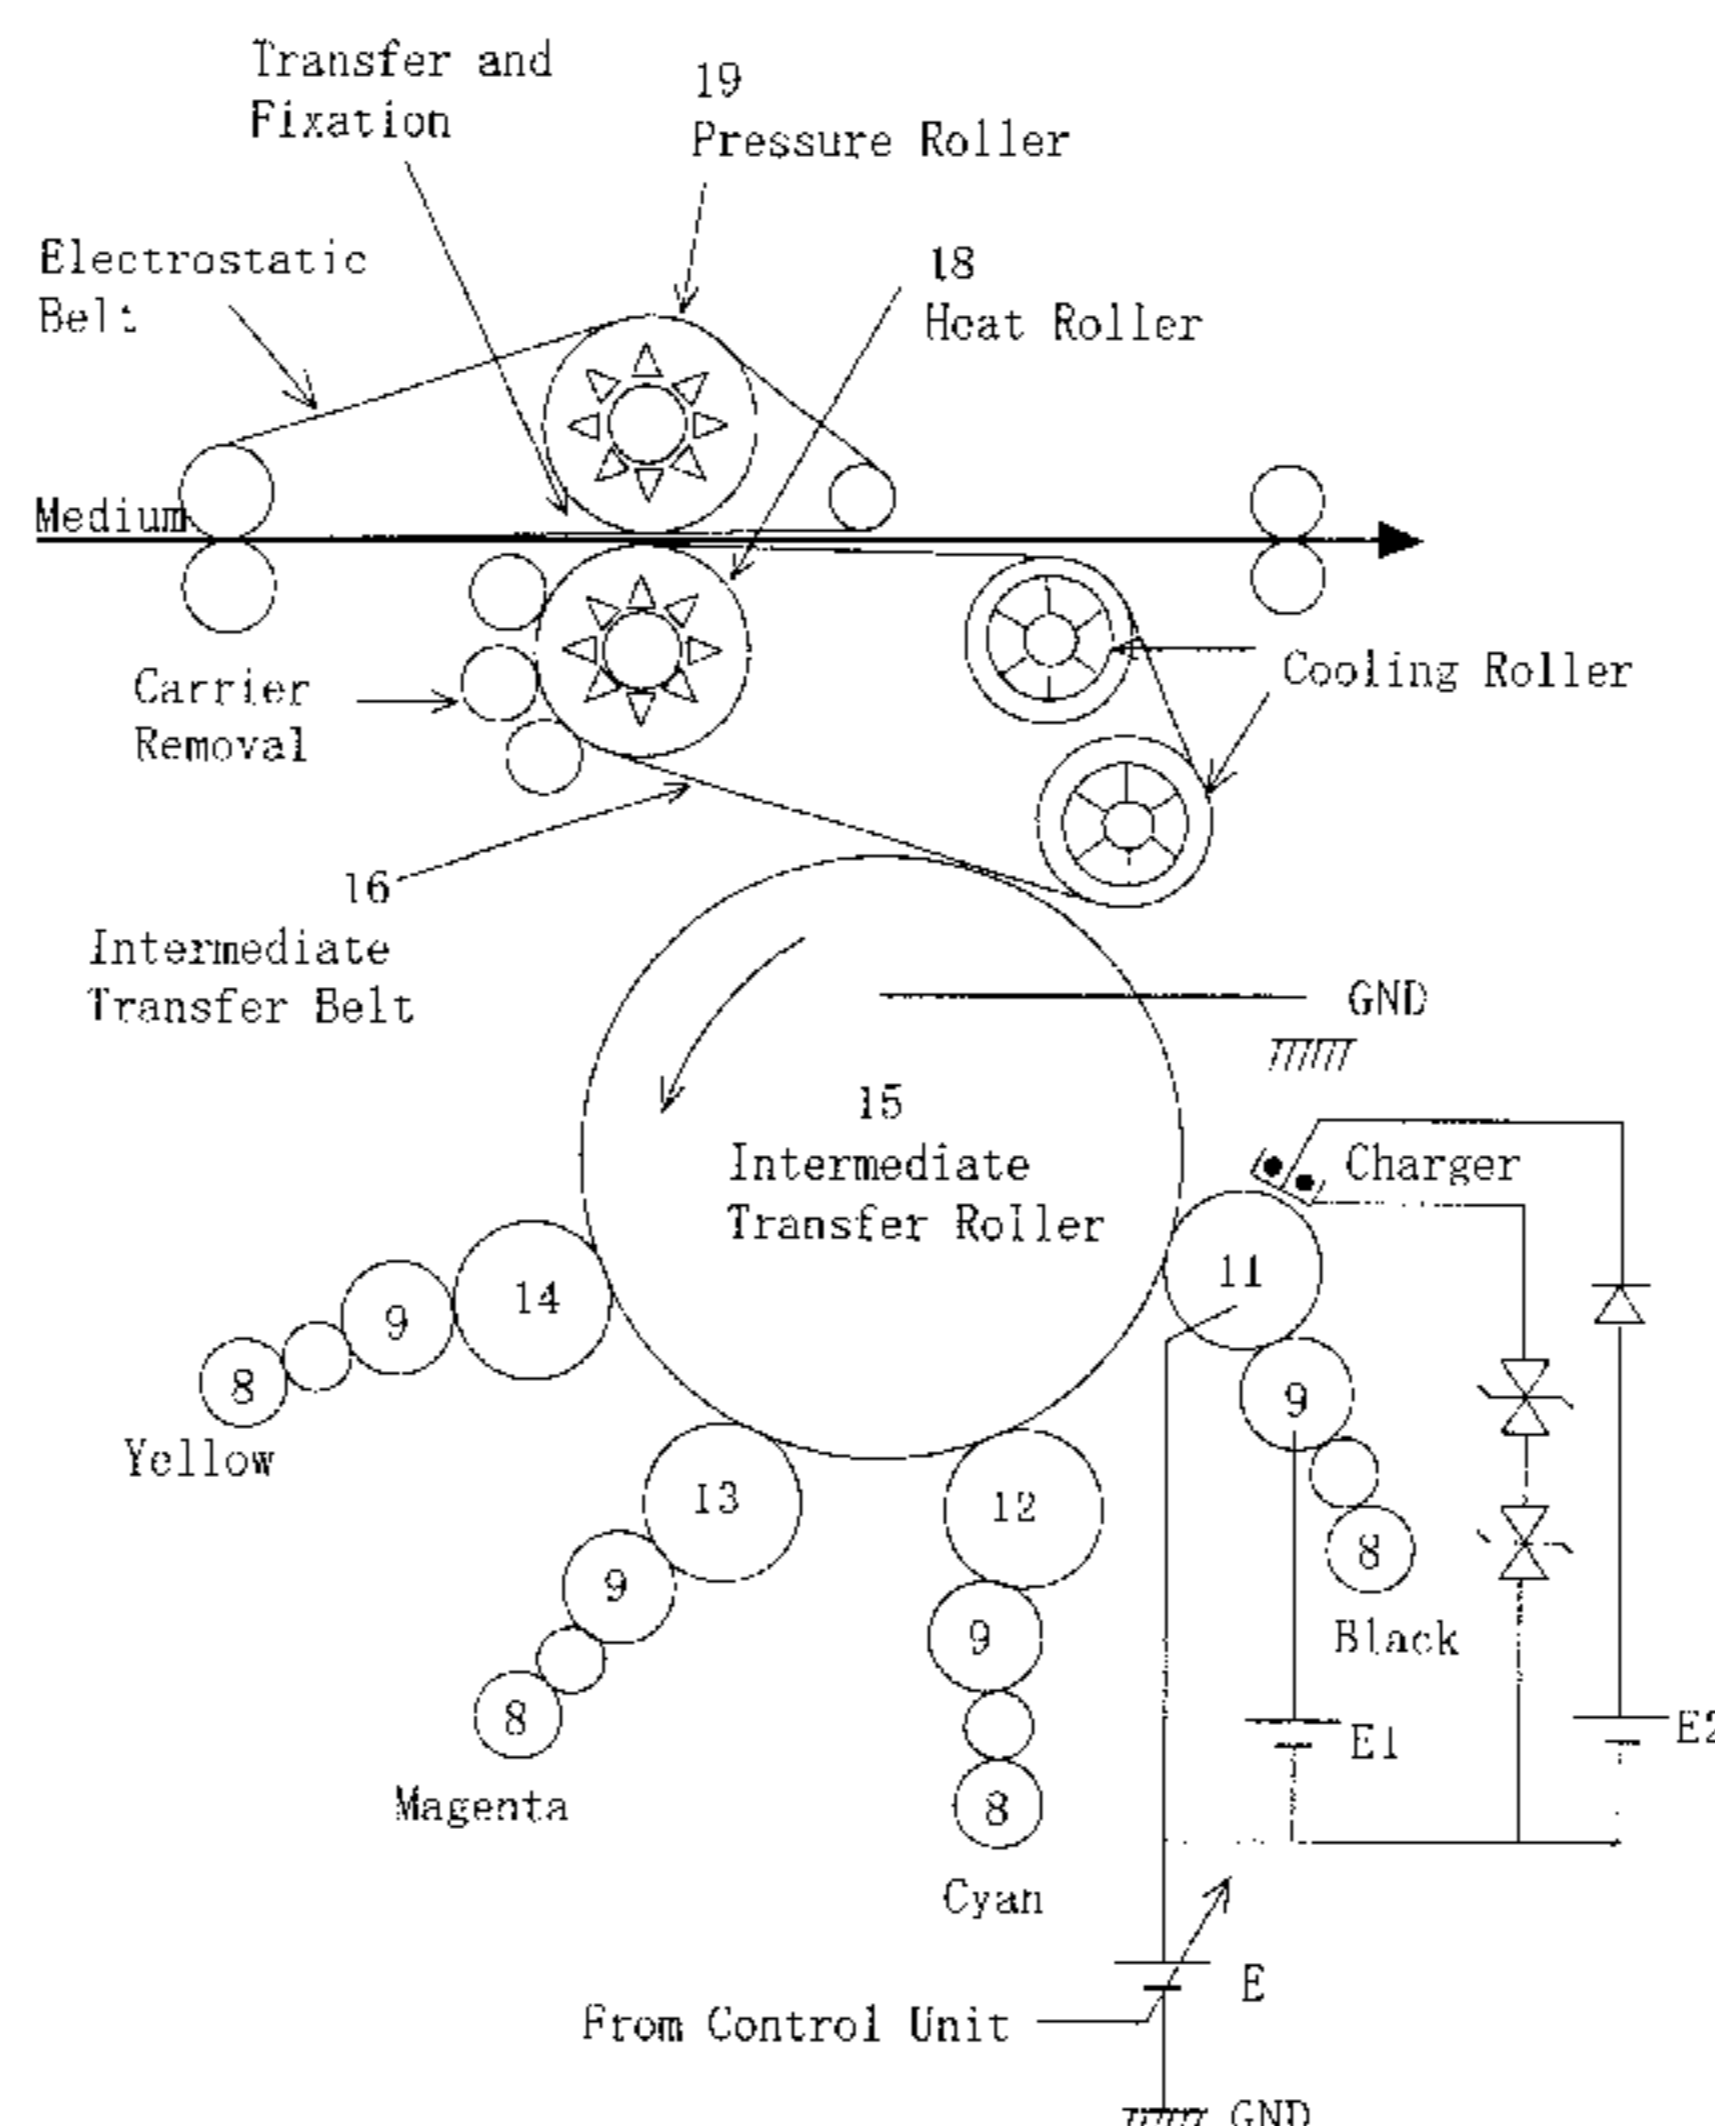 Transfer and
Fixation
19
Pressure Roller
Electrostatic
Belt
18
Heat Roller
Medium
Carrier
Removal
Cooling Roller
16
Intermediate
Transfer Belt
GND
15
Intermediate
Transfer Roller
Charger
11
14
9
8
Yellow
9
13
12
9
8
Black
9
8
Magenta
9
8
Cyan
E1
E2
E
From Control Unit
GND